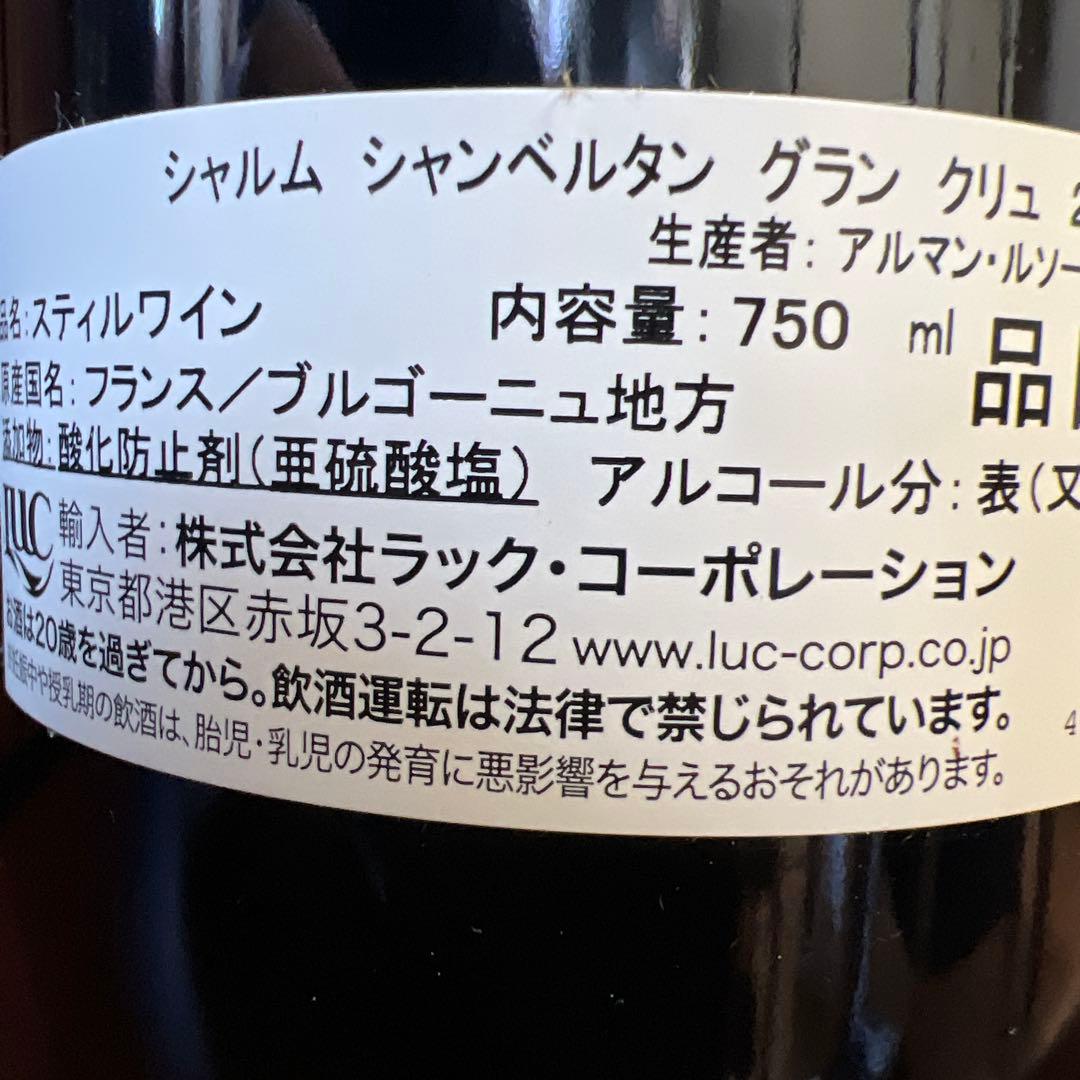 シャルム シャンベルタン グラン クリュ 2
生産者: アルマン・ルソー
品名:スティルワイン 内容量: 750 ml 品
原産国名: フランス/ブルゴーニュ地方
添加物: 酸化防止剤(亜硫酸塩) アルコール分: 表(又
LUC 輸入者: 株式会社ラック・コーポレーション
東京都港区赤坂3-2-12 www.luc-corp.co.jp
お酒は20歳を過ぎてから。飲酒運転は法律で禁じられています。 4
妊娠中や授乳期の飲酒は、胎児・乳児の発育に悪影響を与えるおそれがあります。